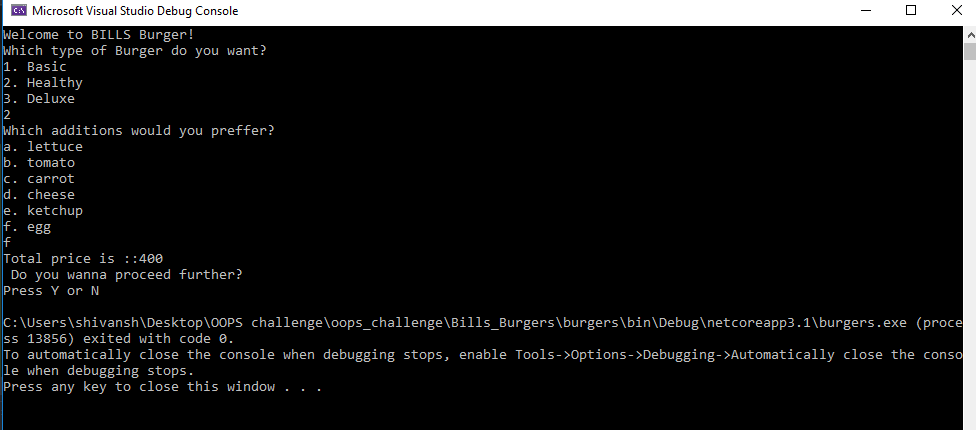 Microsoft Visual Studio Debug Console
Welcome to BILLS Burger!
Which type of Burger do you want?
1. Basic
2. Healthy
3. Deluxe
2
Which additions would you preffer?
a. lettuce
b. tomato
c. carrot
d. cheese
e. ketchup
f. egg
f
Total price is ::400
 Do you wanna proceed further?
Press Y or N
C:\Users\shivansh\Desktop\OOPS challenge\oops_challenge\Bills_Burgers\burgers\bin\Debug\netcoreapp3.1\burgers.exe (proce
ss 13856) exited with code 0.
To automatically close the console when debugging stops, enable Tools->Options->Debugging->Automatically close the conso
le when debugging stops.
Press any key to close this window . . .